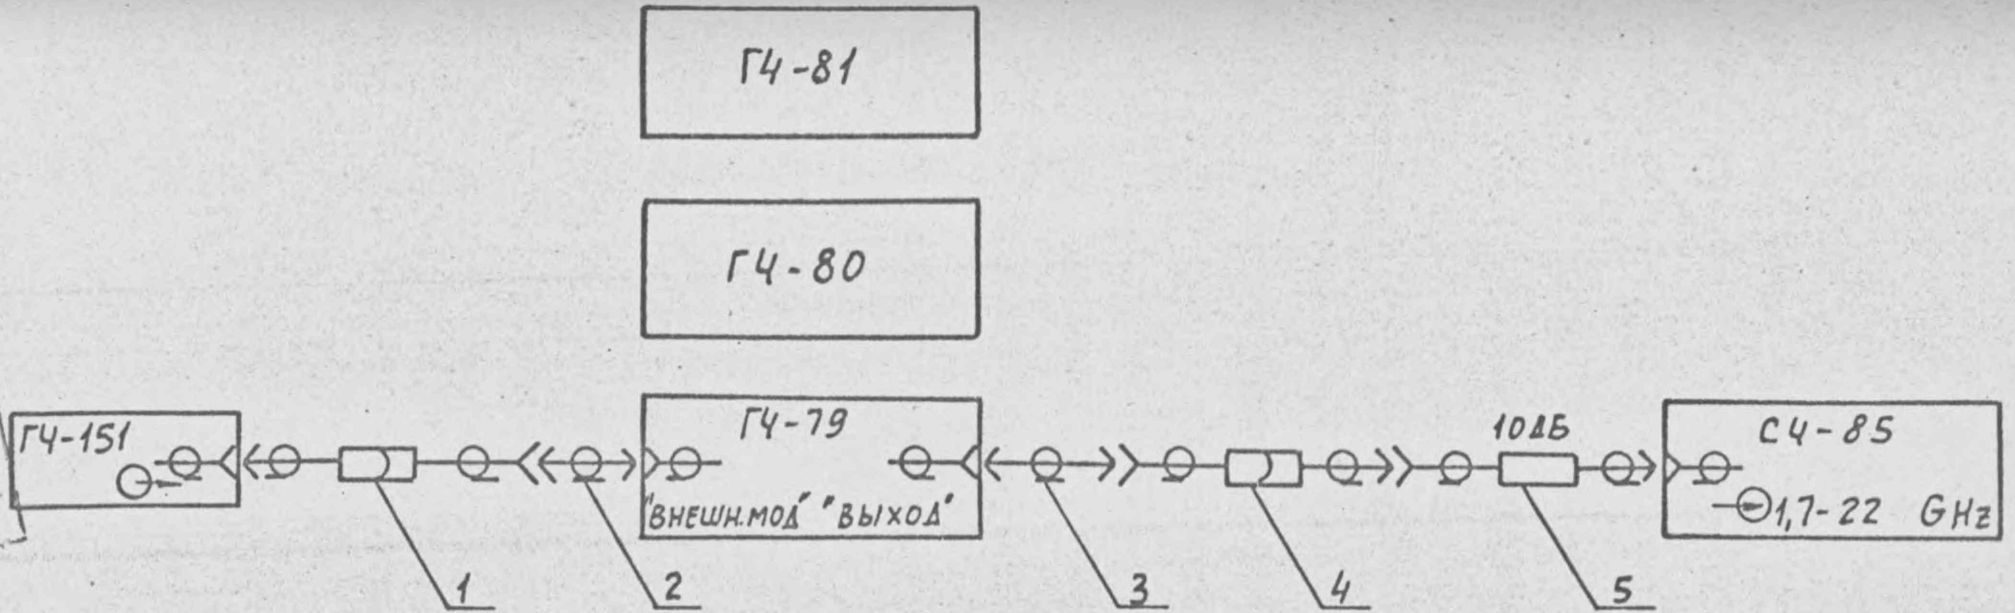 Г4-81
Г4-80
Г4-151
Г4-79
10ДБ
С4-85
"ВНЕШН.МОД" "ВЫХОД"
1,7-22 GHz
1 2 3 4 5